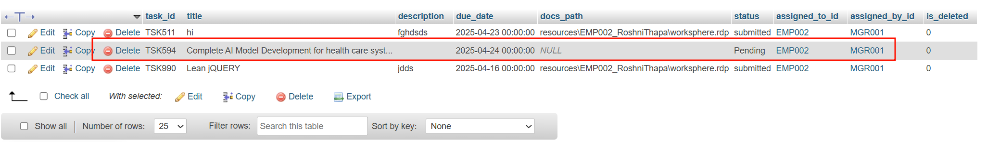 task_id title description due_date docs_path status assigned_to_id assigned_by_id is_deleted
Edit Copy Delete TSK511 hi fghdsds 2025-04-23 00:00:00 resources\EMP002_RoshniThapa\worksphere.rdp submitted EMP002 MGR001 0
Edit Copy Delete TSK594 Complete AI Model Development for health care syst... 2025-04-24 00:00:00 NULL Pending EMP002 MGR001 0
Edit Copy Delete TSK990 Lean jQUERY jdds 2025-04-16 00:00:00 resources\EMP002_RoshniThapa\worksphere.rdp submitted EMP002 MGR001 0
Check all With selected: Edit Copy Delete Export
Show all Number of rows: 25 Filter rows: Search this table Sort by key: None